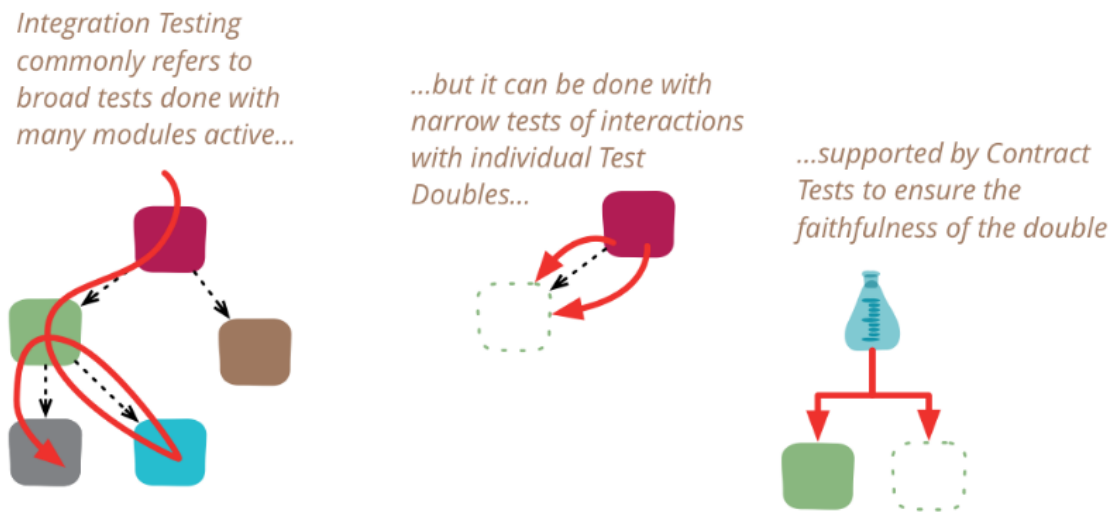 Integration Testing
commonly refers to
broad tests done with
many modules active...
...but it can be done with
narrow tests of interactions
with individual Test
Doubles...
...supported by Contract
Tests to ensure the
faithfulness of the double